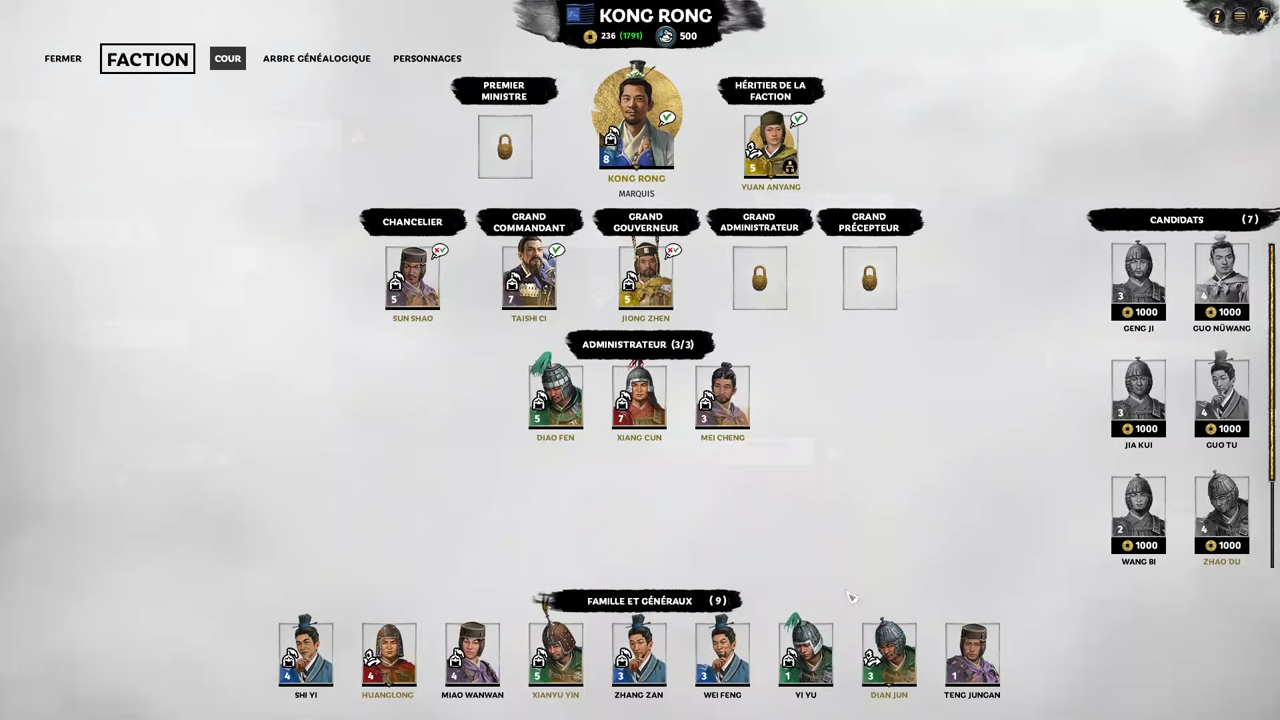 KONG RONG
236 (1791) 500
FERMER FACTION COUR ARBRE GÉNÉALOGIQUE PERSONNAGES
PREMIER
MINISTRE
8
KONG RONG
MARQUIS
HÉRITIER DE LA
FACTION
5
YUAN ANYANG
CHANCELIER
5
SUN SHAO
GRAND
COMMANDANT
7
TAISHI CI
GRAND
GOUVERNEUR
5
JIONG ZHEN
GRAND
ADMINISTRATEUR
GRAND
PRÉCEPTEUR
ADMINISTRATEUR (3/3)
5
DIAO FEN
7
XIANG CUN
3
MEI CHENG
CANDIDATS (7)
3
1000
GENG JI
4
1000
GUO NÜWANG
3
1000
JIA KUI
4
1000
GUO TU
2
1000
WANG BI
4
1000
ZHAO DU
FAMILLE ET GÉNÉRAUX (9)
4
SHI YI
4
HUANGLONG
4
MIAO WANWAN
5
XIANYU YIN
3
ZHANG ZAN
3
WEI FENG
1
YI YU
3
DIAN JUN
1
TENG JUNGAN